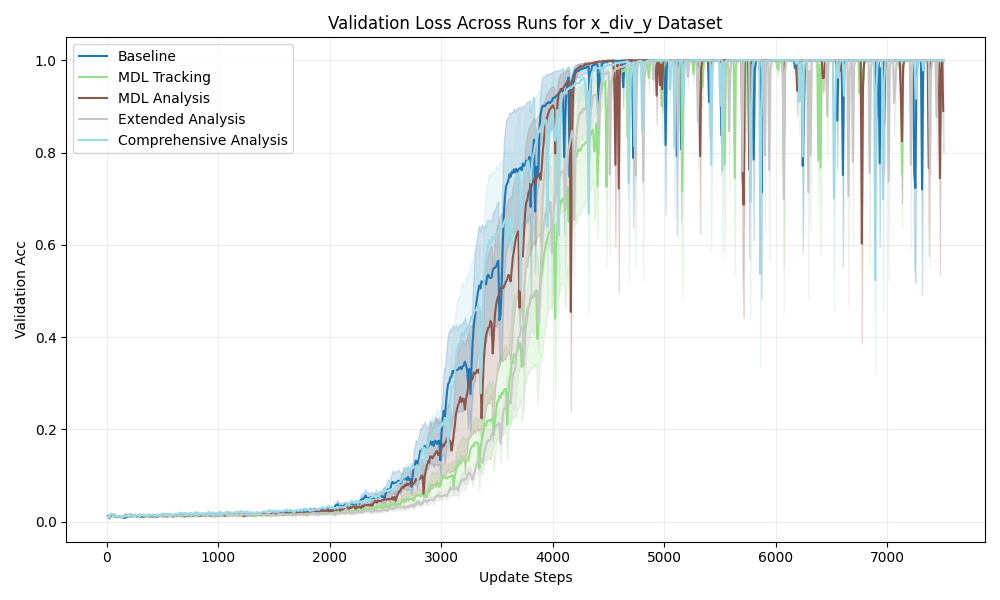 Validation Loss Across Runs for x_div_y Dataset
Baseline
MDL Tracking
MDL Analysis
Extended Analysis
Comprehensive Analysis
Validation Acc
1.0
0.8
0.6
0.4
0.2
0.0
0 1000 2000 3000 4000 5000 6000 7000
Update Steps